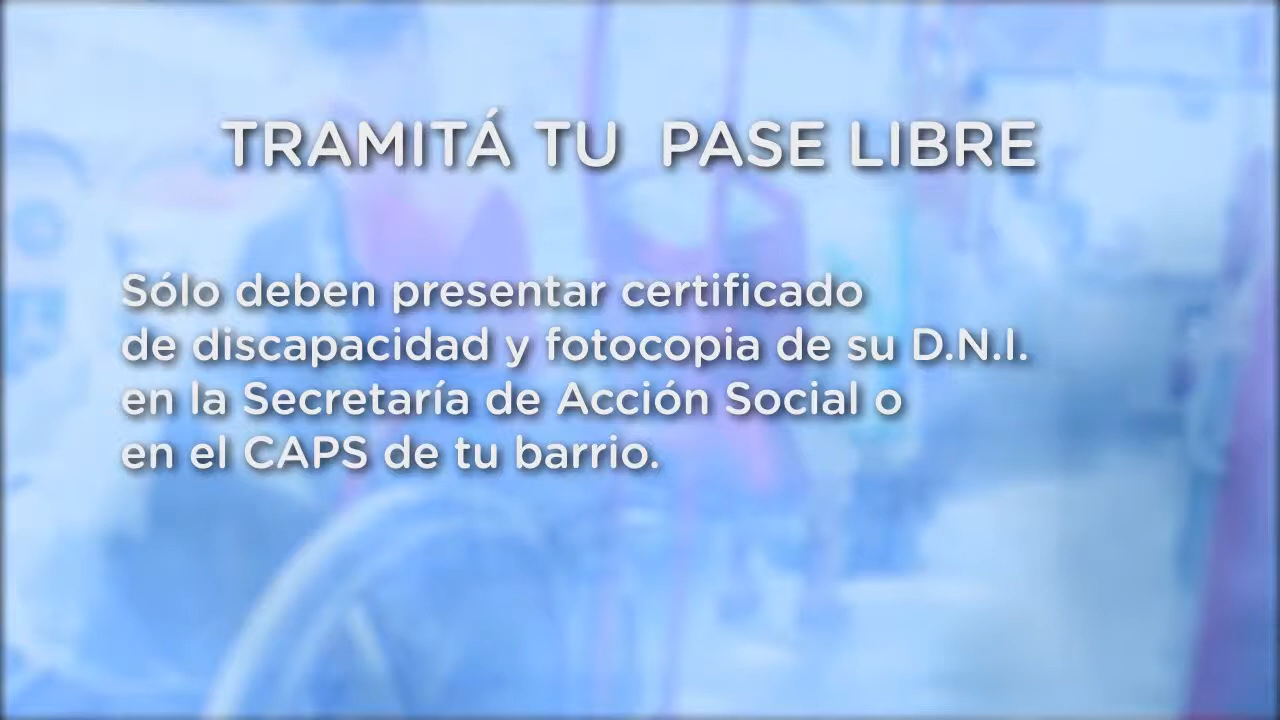 TRAMITÁ TU PASE LIBRE
Sólo deben presentar certificado
de discapacidad y fotocopia de su D.N.I.
en la Secretaría de Acción Social o
en el CAPS de tu barrio.